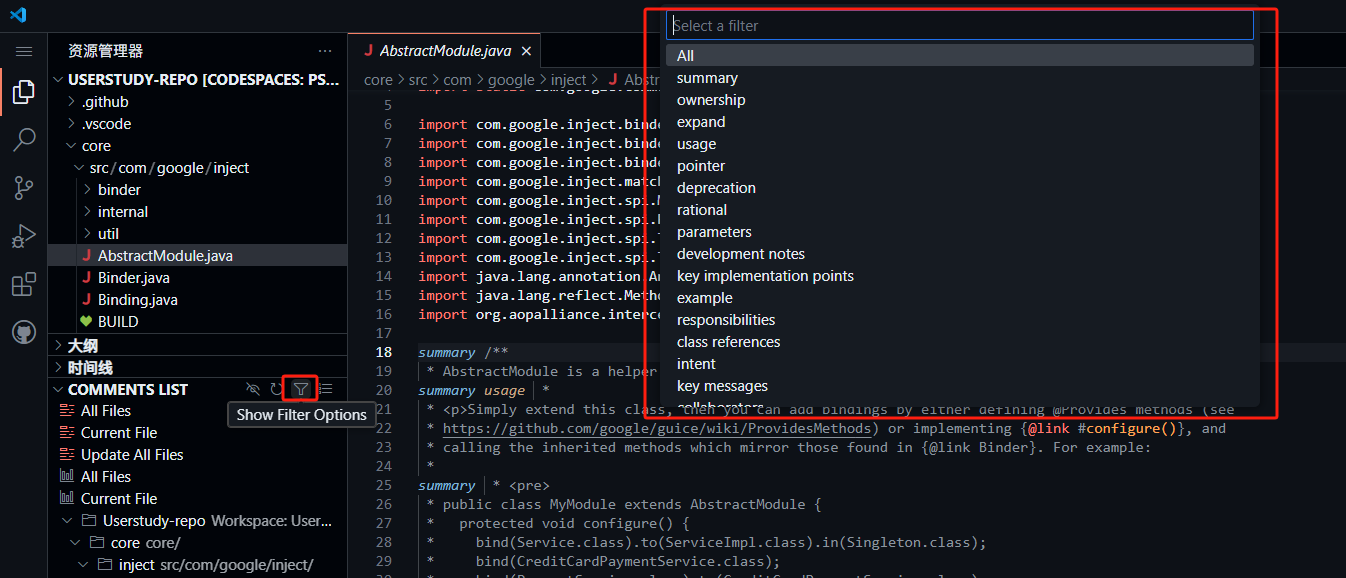 资源管理器 ...
USERSTUDY-REPO [CODESPACES: PS...
.github
.vscode
core
src/com/google/inject
binder
internal
util
J AbstractModule.java
J Binder.java
J Binding.java
BUILD
大纲
时间线
COMMENTS LIST
Show Filter Options
All Files
Current File
Update All Files
All Files
Current File
Userstudy-repo Workspace: User...
core core/
inject src/com/google/inject/
J AbstractModule.java ×
core > src > com > google > inject > J Abstr
5
6 import com.google.inject.binde
7 import com.google.inject.binde
8 import com.google.inject.binde
9 import com.google.inject.matc
10 import com.google.inject.spi.
11 import com.google.inject.spi.
12 import com.google.inject.spi.
13 import com.google.inject.spi.
14 import java.lang.annotation.An
15 import java.lang.reflect.Metho
16 import org.aopalliance.interce
17
18 summary /**
19 * AbstractModule is a helper
20 summary usage | *
21 * <p>Simply extend this class, then you can add bindings by either defining @Provides methods (see
22 * https://github.com/google/guice/wiki/ProvidesMethods) or implementing {@link #configure()}, and
23 * calling the inherited methods which mirror those found in {@link Binder}. For example:
24 *
25 summary | * <pre>
26 * public class MyModule extends AbstractModule {
27 * protected void configure() {
28 * bind(Service.class).to(ServiceImpl.class).in(Singleton.class);
29 * bind(CreditCardPaymentService.class);
Select a filter
All
summary
ownership
expand
usage
pointer
deprecation
rational
parameters
development notes
key implementation points
example
responsibilities
class references
intent
key messages
collaborators